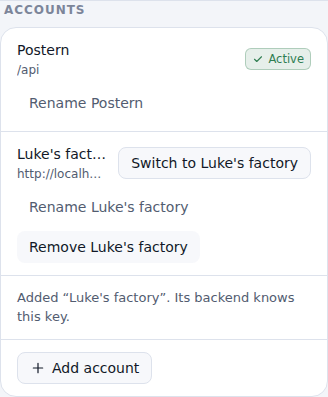 ACCOUNTS
Postern
/api
Active
Rename Postern
Luke's fact...
http://localh...
Switch to Luke's factory
Rename Luke's factory
Remove Luke's factory
Added “Luke's factory”. Its backend knows
this key.
Add account